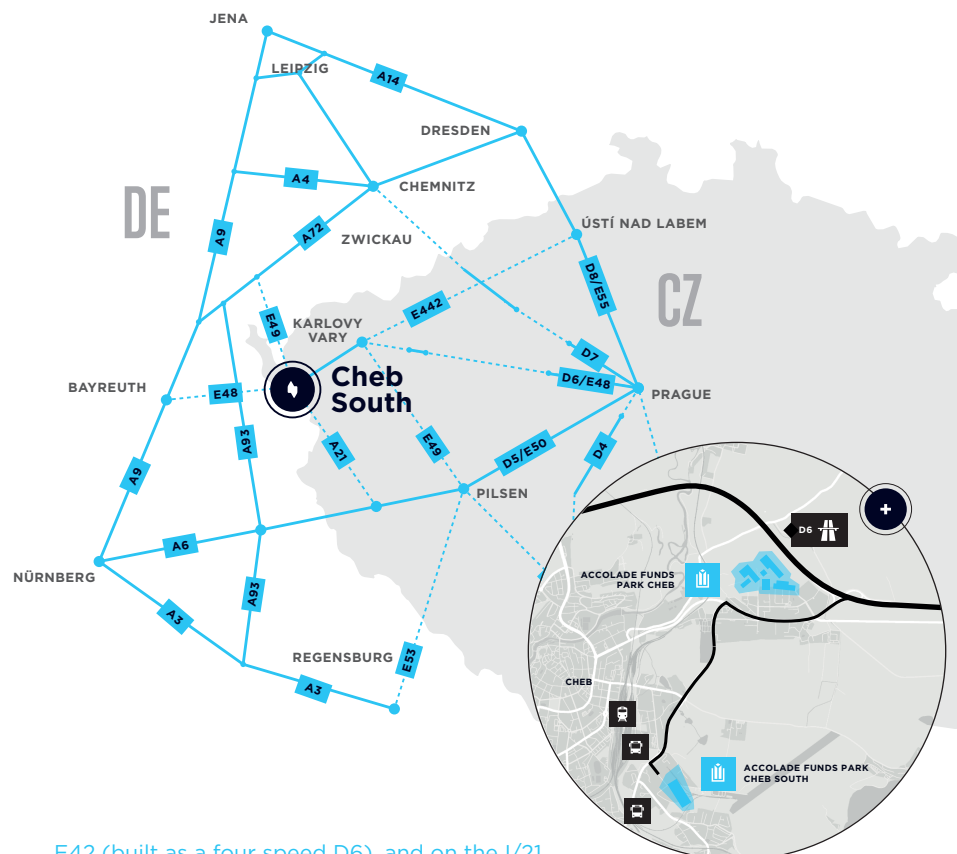 JENA
LEIPZIG
A14
DRESDEN
DE
A4
CHEMNITZ
A9
A72
ZWICKAU
ÚSTÍ NAD LABEM
D8/E55
CZ
E49
KARLOVY
VARY
E442
D7
BAYREUTH
E48
Cheb
South
D6/E48
PRAGUE
A93
A21
E49
D5/E50
D4
A9
PILSEN
A6
NÜRNBERG
A93
A3
REGENSBURG
E53
A3
D6
+
ACCOLADE FUNDS
PARK CHEB
CHEB
ACCOLADE FUNDS PARK
CHEB SOUTH